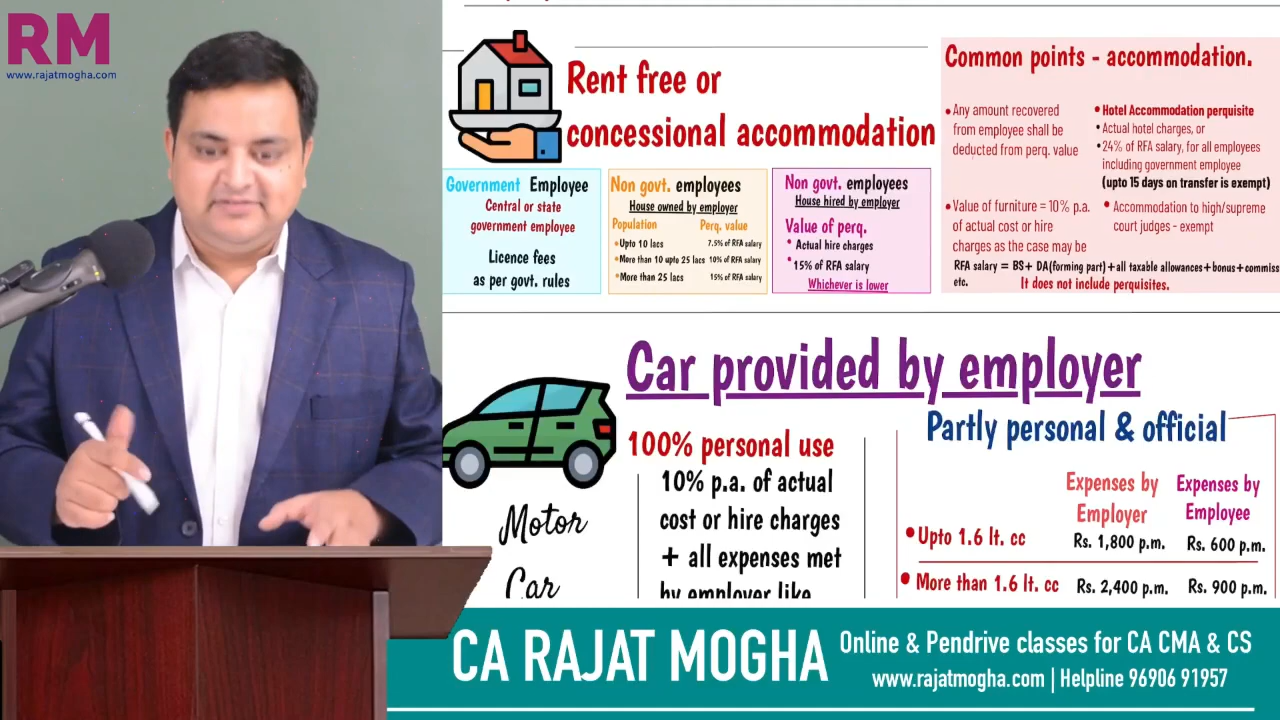 RM
www.rajatmogha.com
Rent free or
concessional accommodation
Government Employee
Central or state
government employee
Licence fees
as per govt. rules
Non govt. employees
House owned by employer
Population Perq. value
•Upto 10 lacs 7.5% of RFA salary
•More than 10 upto 25 lacs 10% of RFA salary
•More than 25 lacs 15% of RFA salary
Non govt. employees
House hired by employer
Value of perq.
• Actual hire charges
• 15% of RFA salary
Whichever is lower
Common points - accommodation.
• Any amount recovered
from employee shall be
deducted from perq. value
• Value of furniture = 10% p.a.
of actual cost or hire
charges as the case may be
• Hotel Accommodation perquisite
• Actual hotel charges, or
• 24% of RFA salary, for all employees
including government employee
(upto 15 days on transfer is exempt)
• Accommodation to high/supreme
court judges - exempt
RFA salary = BS+ DA(forming part)+all taxable allowances+bonus+commiss
etc. It does not include perquisites.
Car provided by employer
Motor
Car
100% personal use
10% p.a. of actual
cost or hire charges
+ all expenses met
by employer like
Partly personal & official
Expenses by Employer
Expenses by Employee
• Upto 1.6 lt. cc Rs. 1,800 p.m. Rs. 600 p.m.
• More than 1.6 lt. cc Rs. 2,400 p.m. Rs. 900 p.m.
CA RAJAT MOGHA
Online & Pendrive classes for CA CMA & CS
www.rajatmogha.com | Helpline 96906 91957